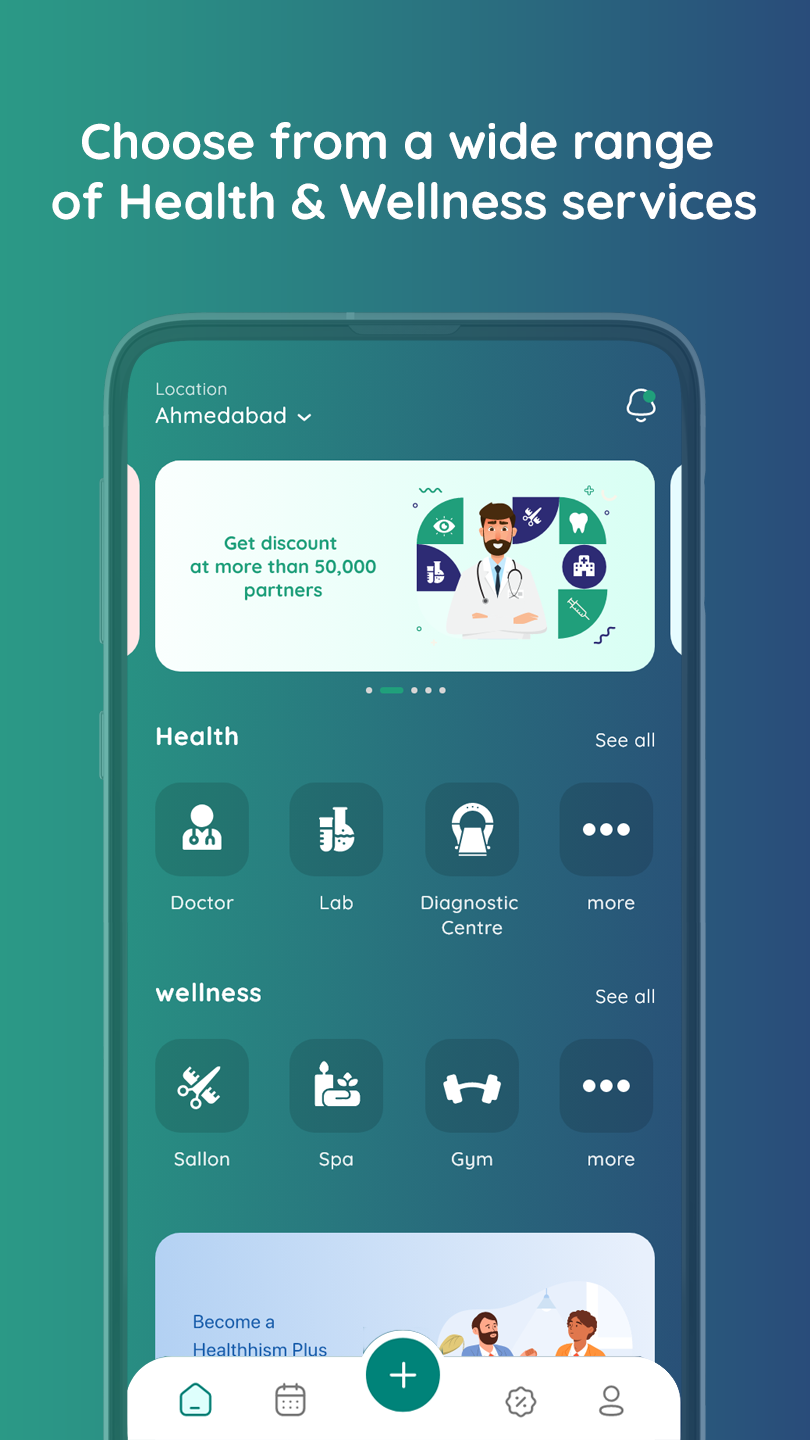 Choose from a wide range
of Health & Wellness services
Location
Ahmedabad
Get discount
at more than 50,000
partners
Health
See all
Doctor
Lab
Diagnostic
Centre
more
wellness
See all
Sallon
Spa
Gym
more
Become a
Healthhism Plus